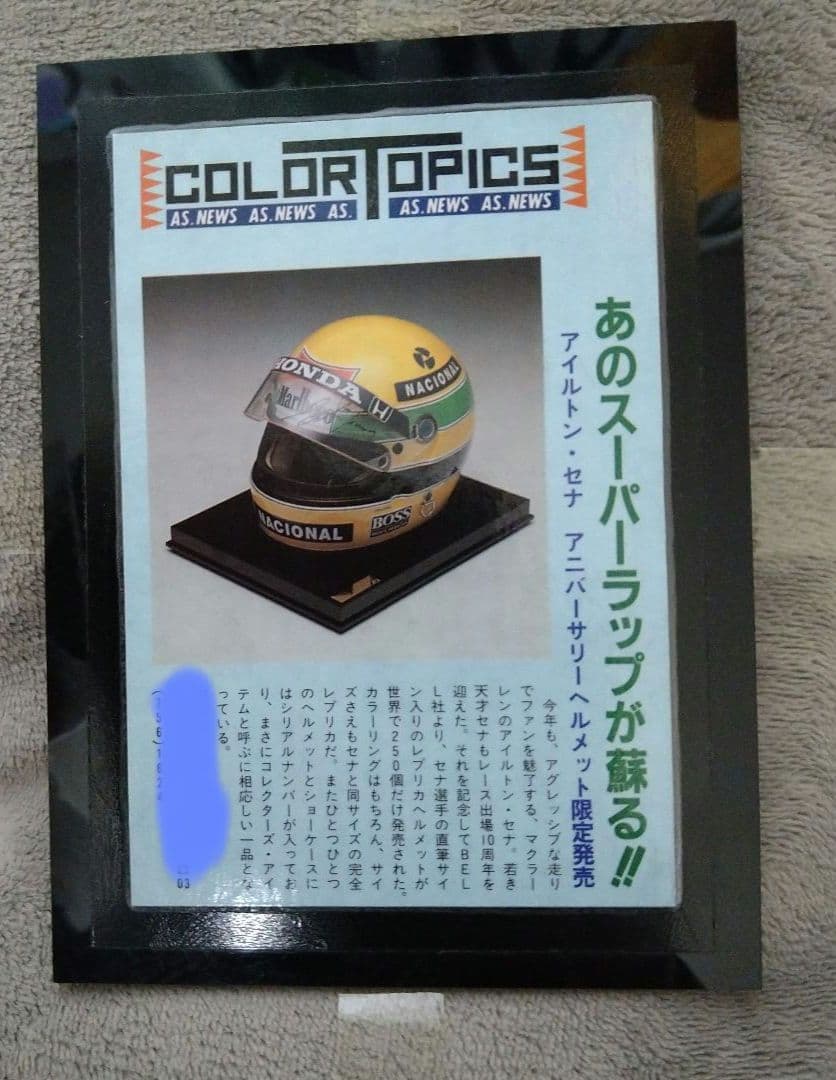 COLOR TOPICS
AS.NEWS AS.NEWS AS. AS.NEWS AS.NEWS
あのスーパーラップが蘇る!!
アイルトン・セナ アニバーサリーヘルメット限定発売
NACIONAL
HONDA
Marlboro
NACIONAL
BOSS
今年も、アグレッシブな走り
でファンを魅了する、マクラー
レンのアイルトン・セナ。若き
天才セナもレース出場10周年を
迎えた。それを記念してBEL
L社より、セナ選手の直筆サイ
ン入りのレプリカヘルメットが
世界で250個だけ発売された。
カラーリングはもちろん、サイ
ズさえもセナと同サイズの完全
レプリカだ。またひとつひとつ
のヘルメットとショーケースに
はシリアルナンバーが入ってお
り、まさにコレクターズ・アイ
テムと呼ぶに相応しい一品とな
っている。
03